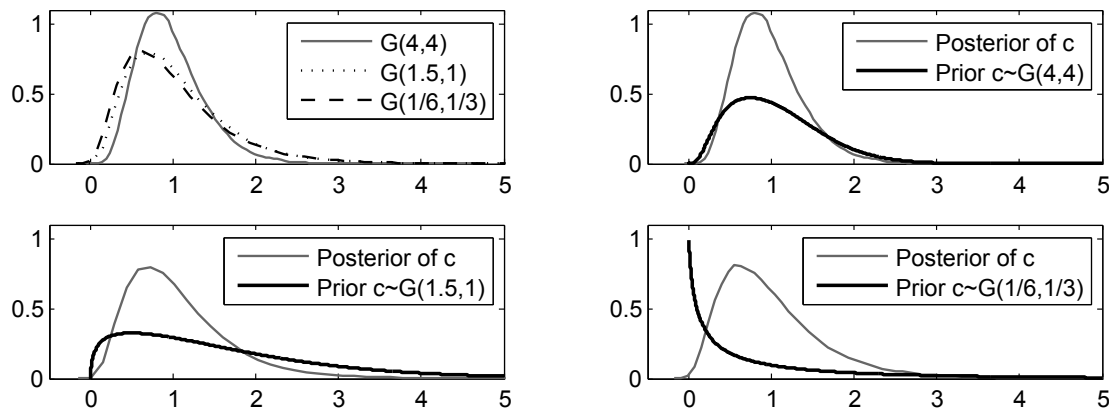 1
0.5
0
G(4,4)
G(1.5,1)
G(1/6,1/3)
0 1 2 3 4 5
1
0.5
0
Posterior of c
Prior c~G(4,4)
0 1 2 3 4 5
1
0.5
0
Posterior of c
Prior c~G(1.5,1)
0 1 2 3 4 5
1
0.5
0
Posterior of c
Prior c~G(1/6,1/3)
0 1 2 3 4 5